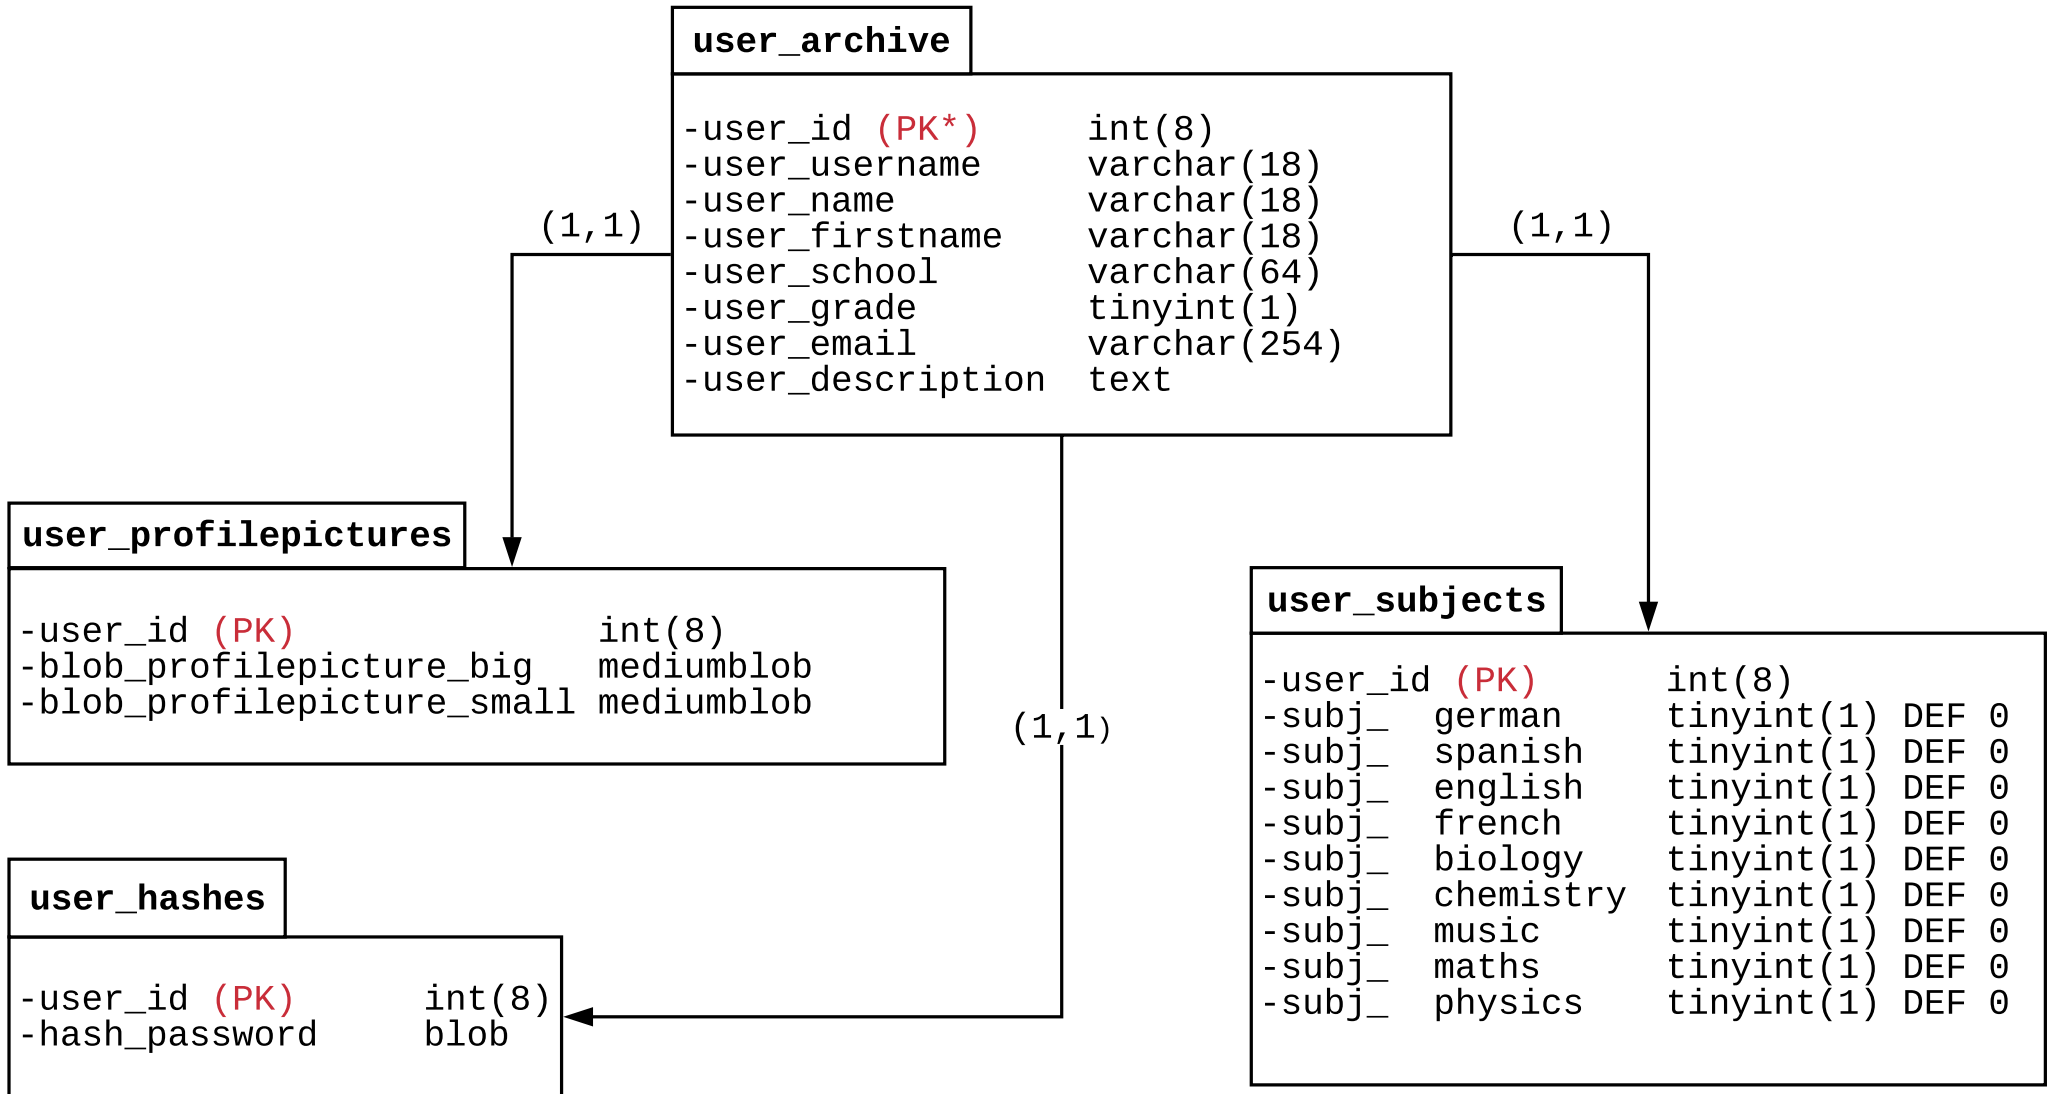 user_archive
-user_id (PK*) int(8)
-user_username varchar(18)
-user_name varchar(18)
-user_firstname varchar(18)
-user_school varchar(64)
-user_grade tinyint(1)
-user_email varchar(254)
-user_description text
(1,1)
(1,1)
(1,1)
user_profilepictures
-user_id (PK) int(8)
-blob_profilepicture_big mediumblob
-blob_profilepicture_small mediumblob
user_hashes
-user_id (PK) int(8)
-hash_password blob
user_subjects
-user_id (PK) int(8)
-subj_ german tinyint(1) DEF 0
-subj_ spanish tinyint(1) DEF 0
-subj_ english tinyint(1) DEF 0
-subj_ french tinyint(1) DEF 0
-subj_ biology tinyint(1) DEF 0
-subj_ chemistry tinyint(1) DEF 0
-subj_ music tinyint(1) DEF 0
-subj_ maths tinyint(1) DEF 0
-subj_ physics tinyint(1) DEF 0